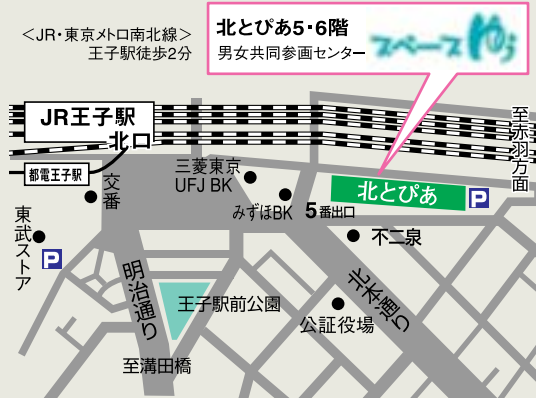 ＜JR・東京メトロ南北線＞
王子駅徒歩2分
北とぴあ5・6階
男女共同参画センター
スペースゆう
JR王子駅
北口
至赤羽方面
都電王子駅
交番
三菱東京
UFJ BK
みずほBK
5番出口
北とぴあ
P
東武ストア
P
不二泉
明治通り
王子駅前公園
北本通り
公証役場
至溝田橋